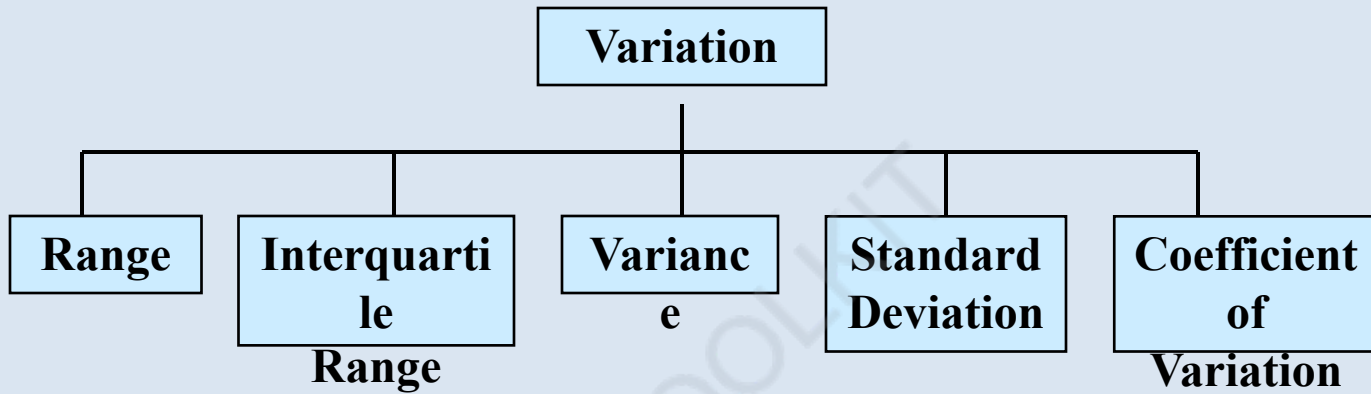 Variation
Range
Interquarti
le
Range
Varianc
e
Standard
Deviation
Coefficient
of
Variation